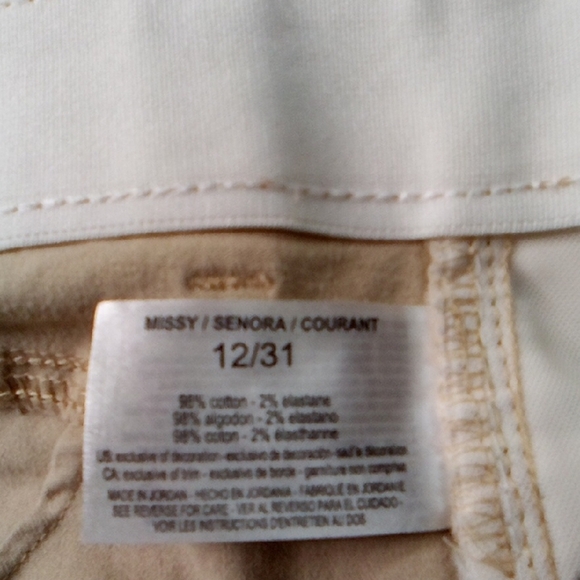 MISSY / SENORA / COURANT
12/31
98% cotton - 2% elastane
98% algodon - 2% elastano
98% coton - 2% élasthanne
US. exclusive of decoration - exclusivo de decoración - sauf la décoration
CA. exclusive of trim - exclusivo de borde - garniture non comprise
MADE IN JORDAN - HECHO EN JORDANIA - FABRIQUÉ EN JORDANIE
SEE REVERSE FOR CARE - VER AL REVERSO PARA EL CUIDADO -
VOIR LES INSTRUCTIONS D'ENTRETIEN AU DOS